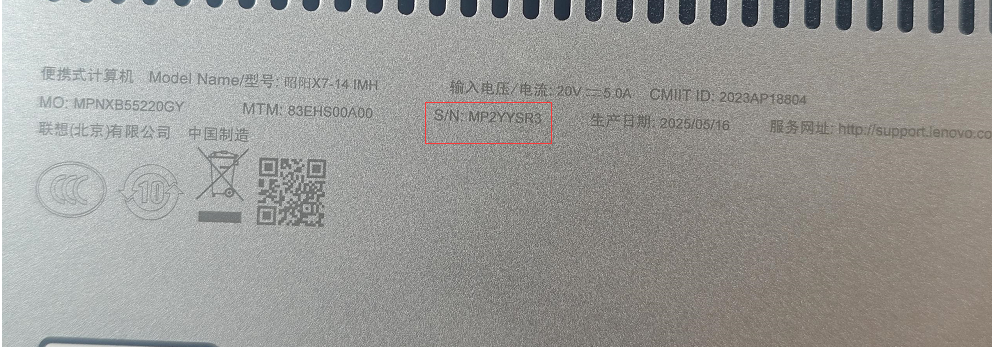 便携式计算机 Model Name/型号: 昭阳X7-14 IMH 输入电压/电流: 20V⎓5.0A CMIIT ID: 2023AP18804
MO: MPNXB55220GY MTM: 83EHS00A00 S/N: MP2YYSR3 生产日期: 2025/05/16 服务网址: http://support.lenovo.co
联想(北京)有限公司 中国制造
CCC 10